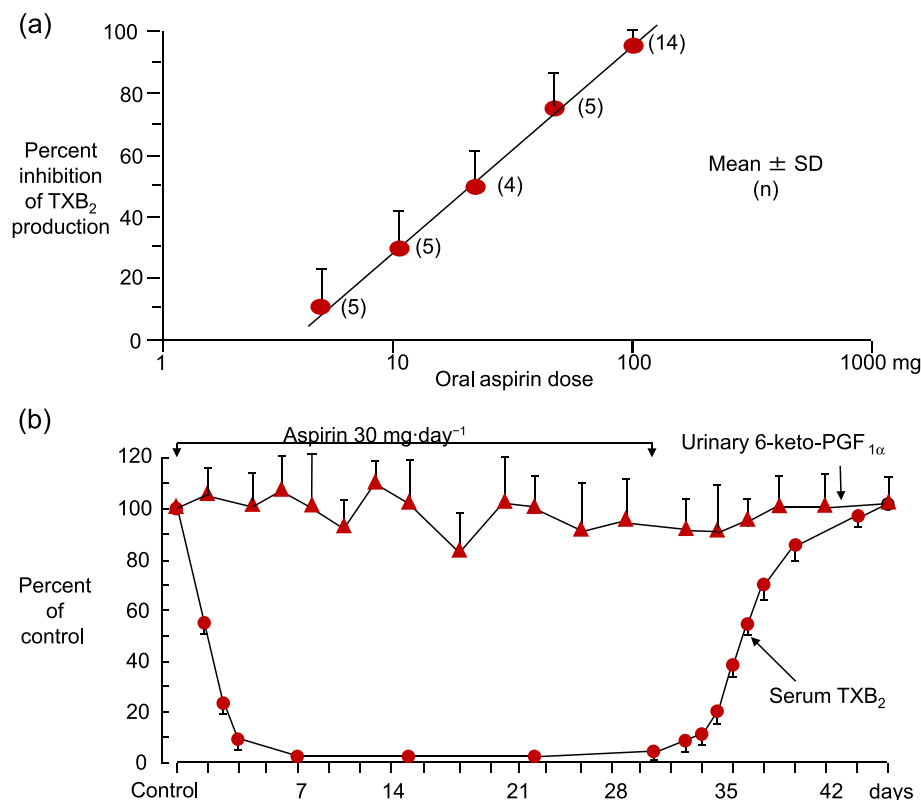 (a)
100
80
60
40
20
0
Percent
inhibition
of TXB₂
production
(14)
(5)
(4)
(5)
(5)
Mean ± SD
(n)
1
10
100
1000 mg
Oral aspirin dose
(b)
Aspirin 30 mg·day⁻¹
Urinary 6-keto-PGF₁α
120
100
80
60
40
20
0
Percent
of
control
Serum TXB₂
Control
7
14
21
28
35
42
days